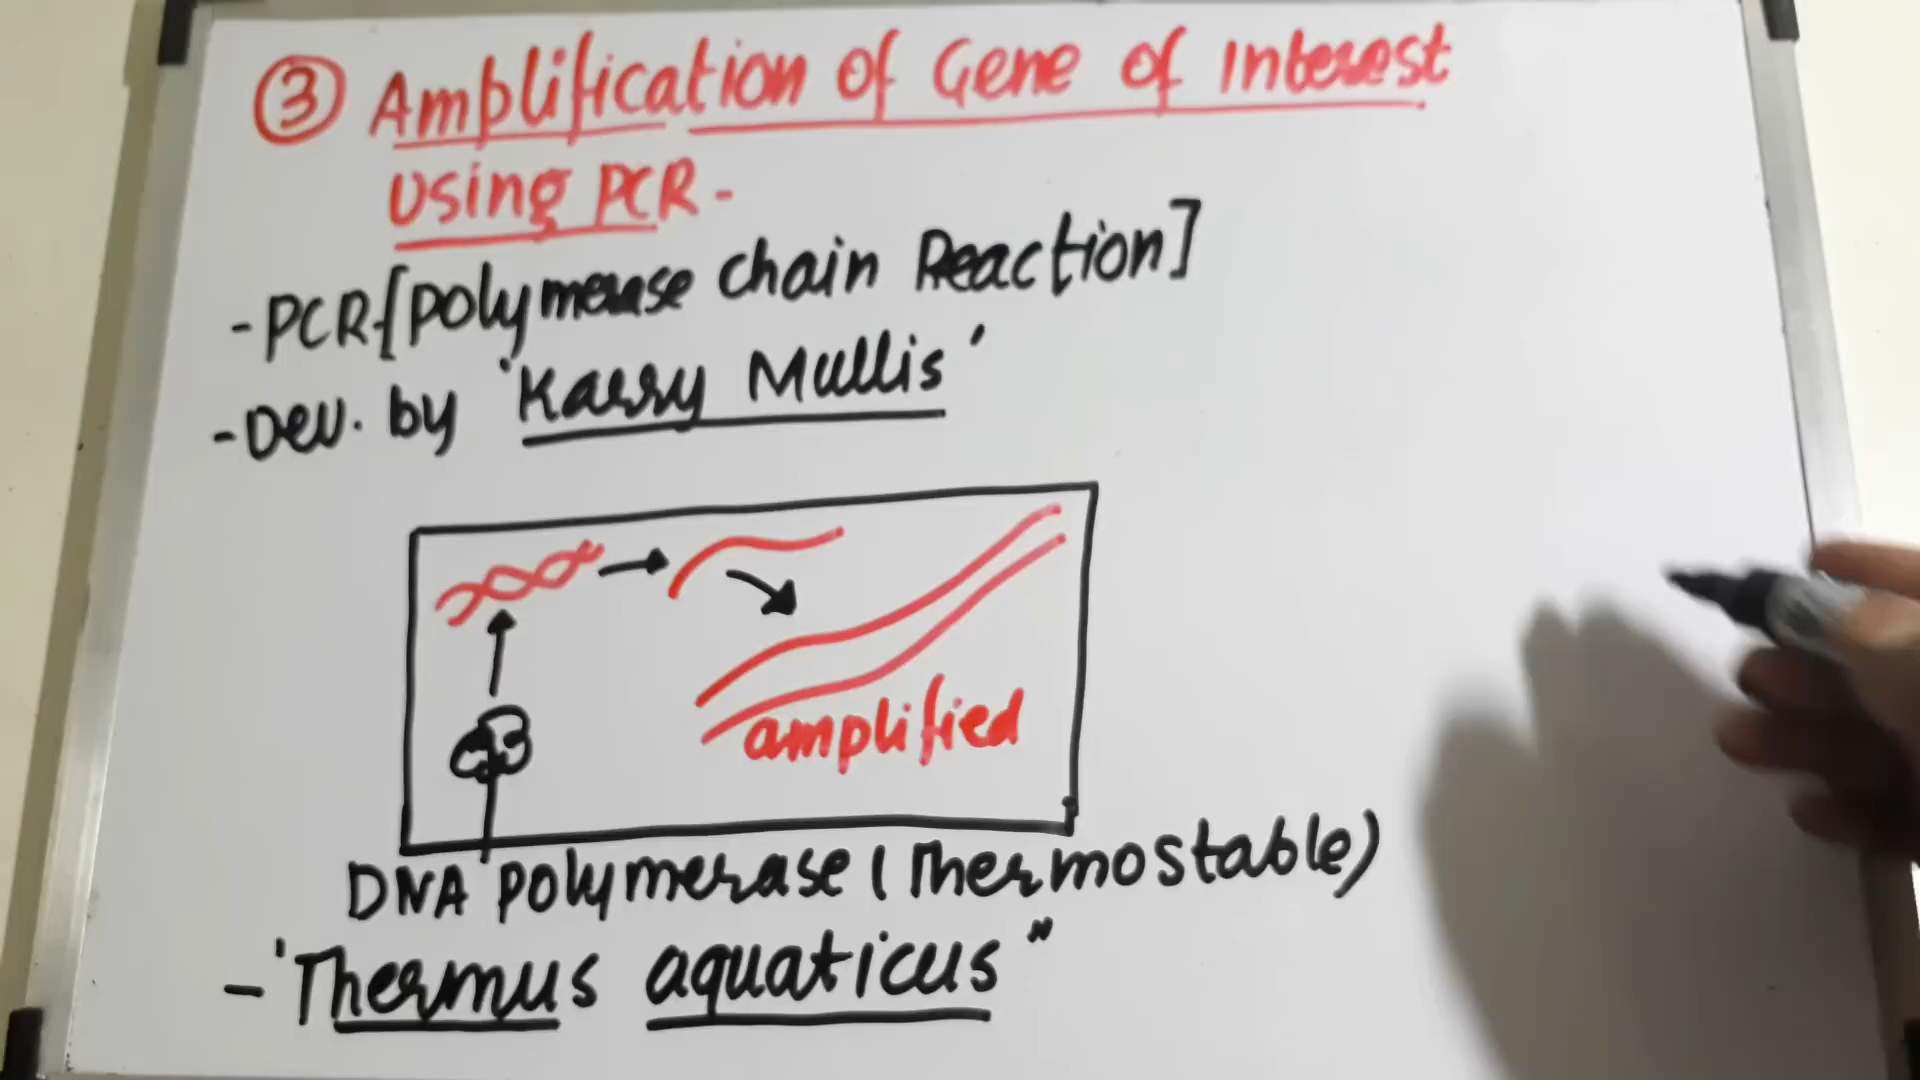 ③ Amplification of Gene of Interest
Using PCR -
- PCR-[Polymerase Chain Reaction]
- Dev. by 'Karry Mullis'
amplified
DNA Polymerase (Thermostable)
- 'Thermus aquaticus"